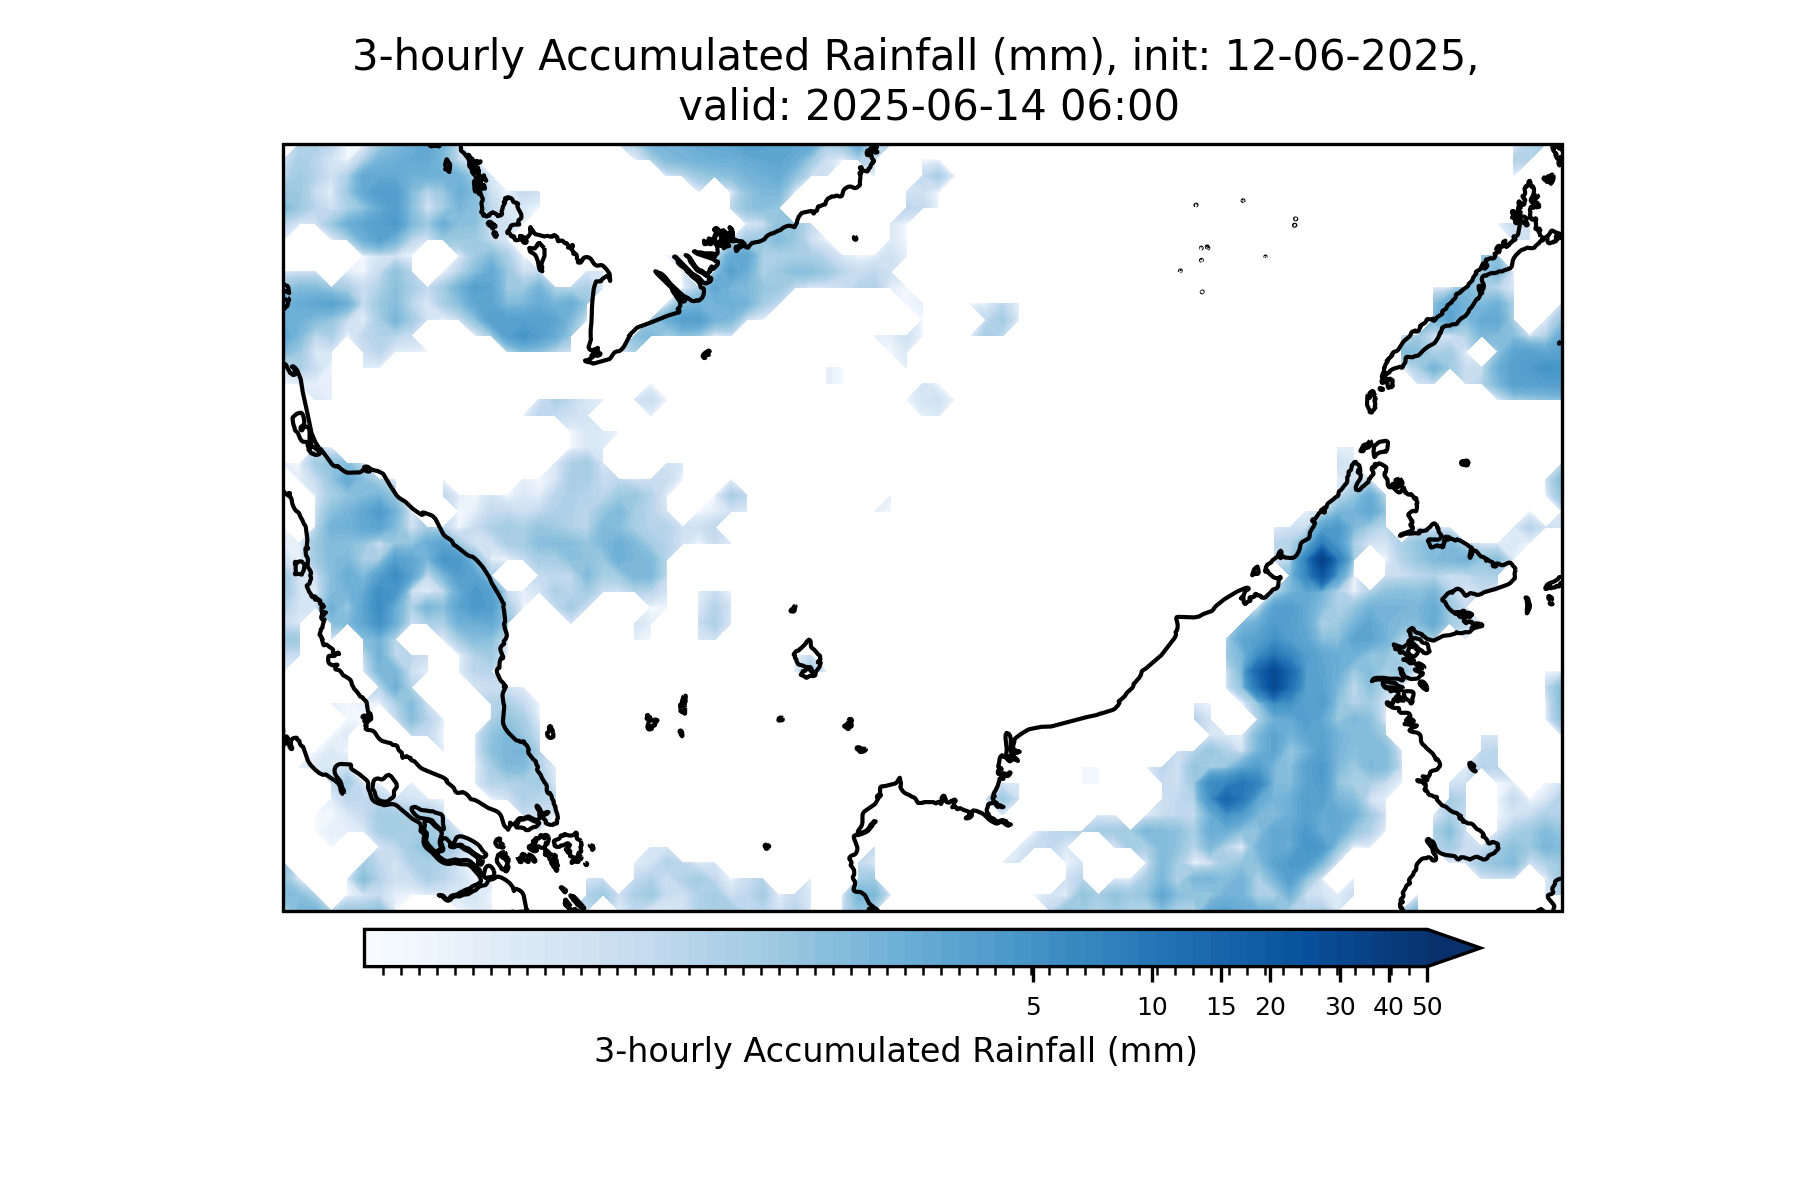 3-hourly Accumulated Rainfall (mm), init: 12-06-2025,
valid: 2025-06-14 06:00
5 10 15 20 30 40 50
3-hourly Accumulated Rainfall (mm)